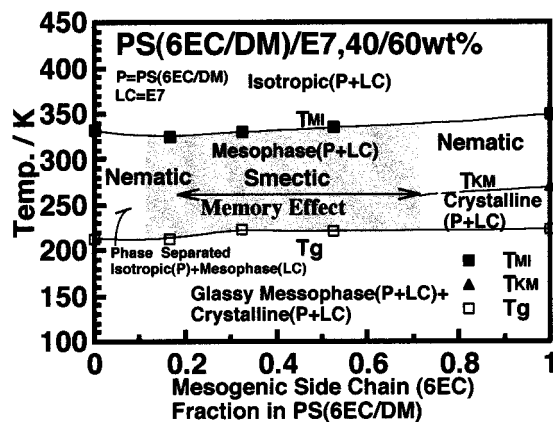 PS(6EC/DM)/E7,40/60wt%
P=PS(6EC/DM)
LC=E7
Isotropic(P+LC)
TMI
Mesophase(P+LC)
Nematic
Nematic
Smectic
Memory Effect
TKM
Crystalline
(P+LC)
Tg
Phase Separated
Isotropic(P)+Mesophase(LC)
Glassy Messophase(P+LC)+
Crystalline(P+LC)
TMI
TKM
Tg
Temp. / K
450
400
350
300
250
200
150
100
0
0.2
0.4
0.6
0.8
1
Mesogenic Side Chain (6EC)
Fraction in PS(6EC/DM)